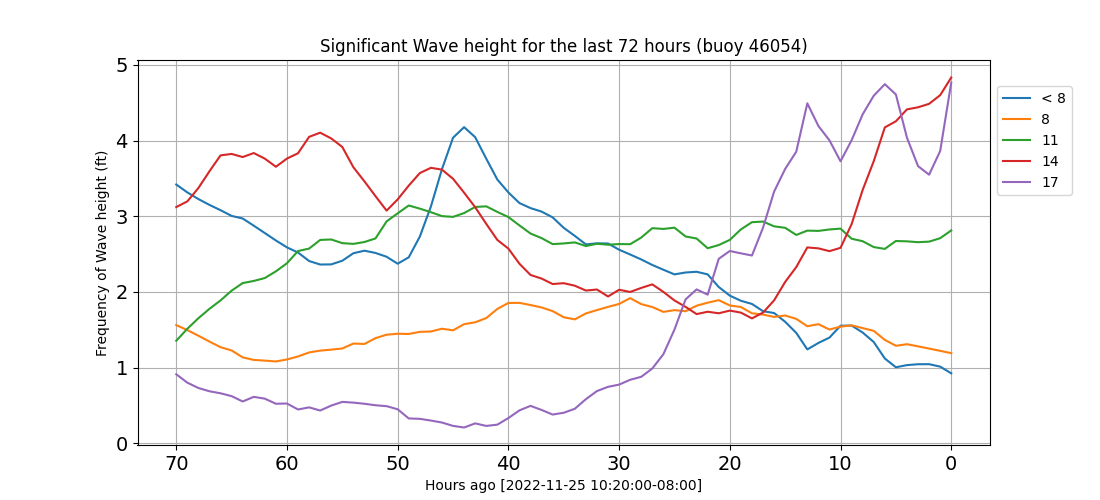 Significant Wave height for the last 72 hours (buoy 46054)
Frequency of Wave height (ft)
5
4
3
2
1
0
70 60 50 40 30 20 10 0
Hours ago [2022-11-25 10:20:00-08:00]
< 8
8
11
14
17